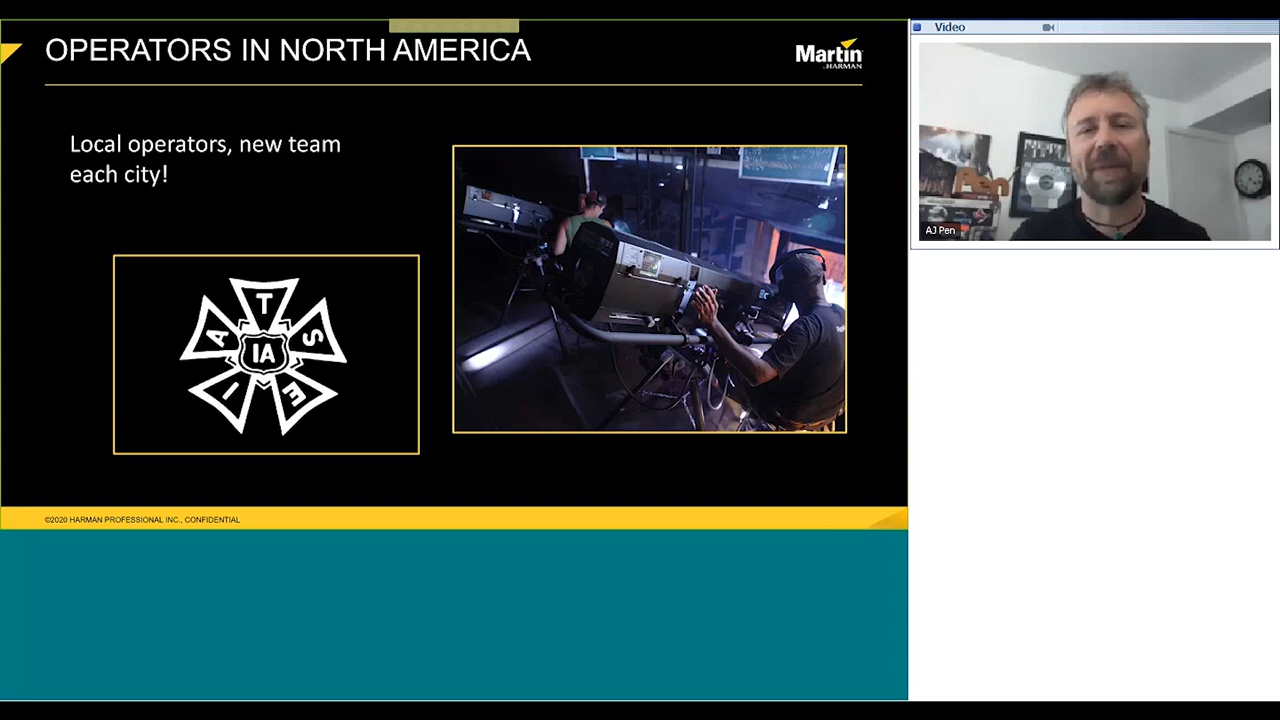 OPERATORS IN NORTH AMERICA
Martin
by HARMAN
Local operators, new team
each city!
I A T S E
IA
©2020 HARMAN PROFESSIONAL INC., CONFIDENTIAL
Video
AJ Pen